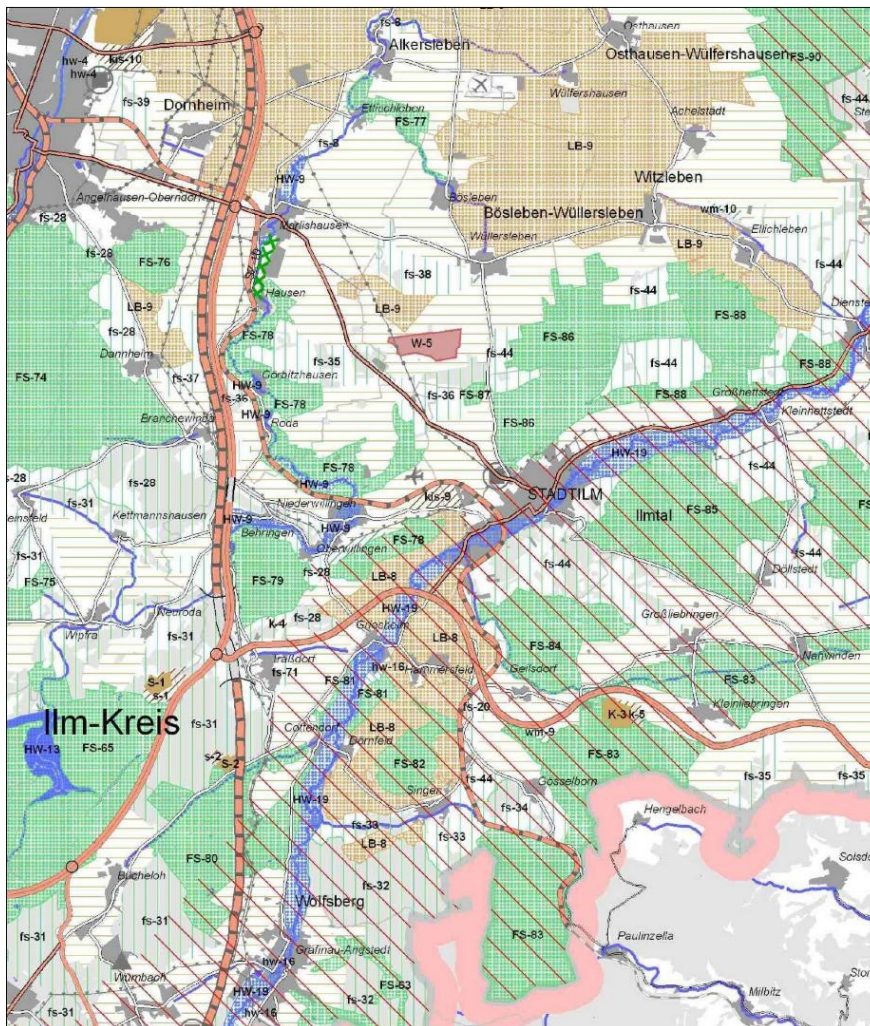 fs-8
Osthausen
hw-4
kis-10
hw-4
Alkersleben
Osthausen-Wülfershausen
FS-90
fs-39
Dornheim
Ettischleben
Wülfershausen
Achelstädt
fs-44
FS-77
fs-8
LB-9
HW-9
Witzleben
Angelhausen-Oberndorf
Bösleben
Bösleben-Wüllersleben
wm-10
fs-28
Marlishausen
Wüllersleben
Ellichleben
LB-9
fs-28
FS-76
fs-38
fs-44
fs-44
Hausen
LB-9
LB-9
Dienstedt
fs-28
FS-78
W-5
FS-86
FS-88
Dannheim
fs-35
fs-44
fs-44
FS-88
FS-74
fs-37
Görbitzhausen
HW-9
fs-36
FS-78
fs-36
FS-87
FS-88
Großhettstedt
HW-9
Kleinhettstedt
Branchewinda
Roda
FS-86
fs-28
FS-78
HW-19
fs-44
fs-28
fs-31
HW-9
kis-9
STADTILM
Kettmannshausen
Niederwillingen
Ilmtal
FS-85
HW-9
HW-9
Behringen
Oberwillingen
FS-78
fs-31
fs-28
fs-44
fs-44
FS-75
FS-79
LB-8
Döllstedt
Neuroda
fs-28
HW-19
Großliebringen
Wipfra
fs-31
k-4
Griesheim
LB-8
FS-84
Nahwinden
Traßdorf
hw-16
Hammersfeld
Geilsdorf
fs-71
FS-81
FS-83
S-1
s-1
FS-81
fs-20
Kleinliebringen
K-3
k-5
Ilm-Kreis
fs-31
LB-8
wm-9
Cottendorf
Dörnfeld
FS-83
HW-13
FS-65
s-2
S-2
FS-82
Gösselborn
fs-35
fs-35
HW-19
Singen
fs-44
fs-34
Hengelbach
fs-33
fs-33
LB-8
FS-80
Bücheloh
fs-32
fs-31
fs-31
Wolfsberg
FS-83
Paulinzella
hw-16
Gräfinau-Angstedt
Wümbach
HW-19
FS-63
Milbitz
fs-31
hw-16
fs-32